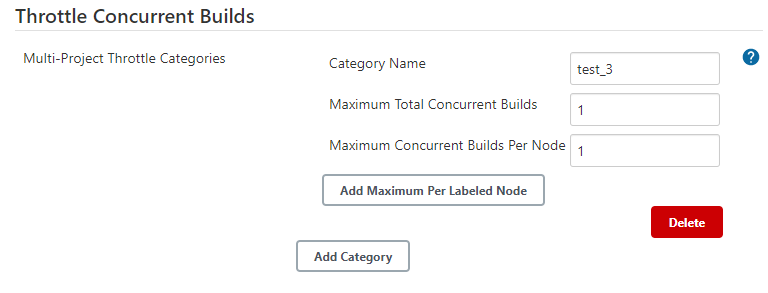 Throttle Concurrent Builds
Multi-Project Throttle Categories
Category Name
test_3
?
Maximum Total Concurrent Builds
1
Maximum Concurrent Builds Per Node
1
Add Maximum Per Labeled Node
Delete
Add Category